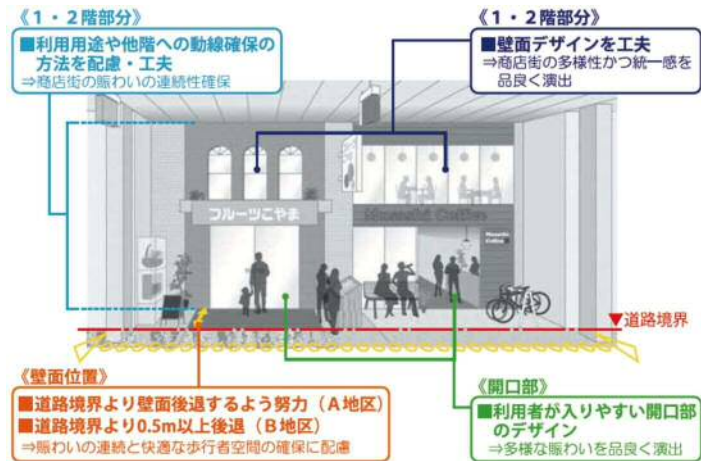 《1・2階部分》
■利用用途や他階への動線確保の
方法を配慮・工夫
⇒商店街の賑わいの連続性確保
《1・2階部分》
■壁面デザインを工夫
⇒商店街の多様性かつ統一感を
品良く演出
フルーツこやま
Musashi Coffee
Musashi
Coffee
▼道路境界
《壁面位置》
■道路境界より壁面後退するよう努力（A地区）
■道路境界より0.5m以上後退（B地区）
⇒賑わいの連続と快適な歩行者空間の確保に配慮
《開口部》
■利用者が入りやすい開口部
のデザイン
⇒多様な賑わいを品良く演出